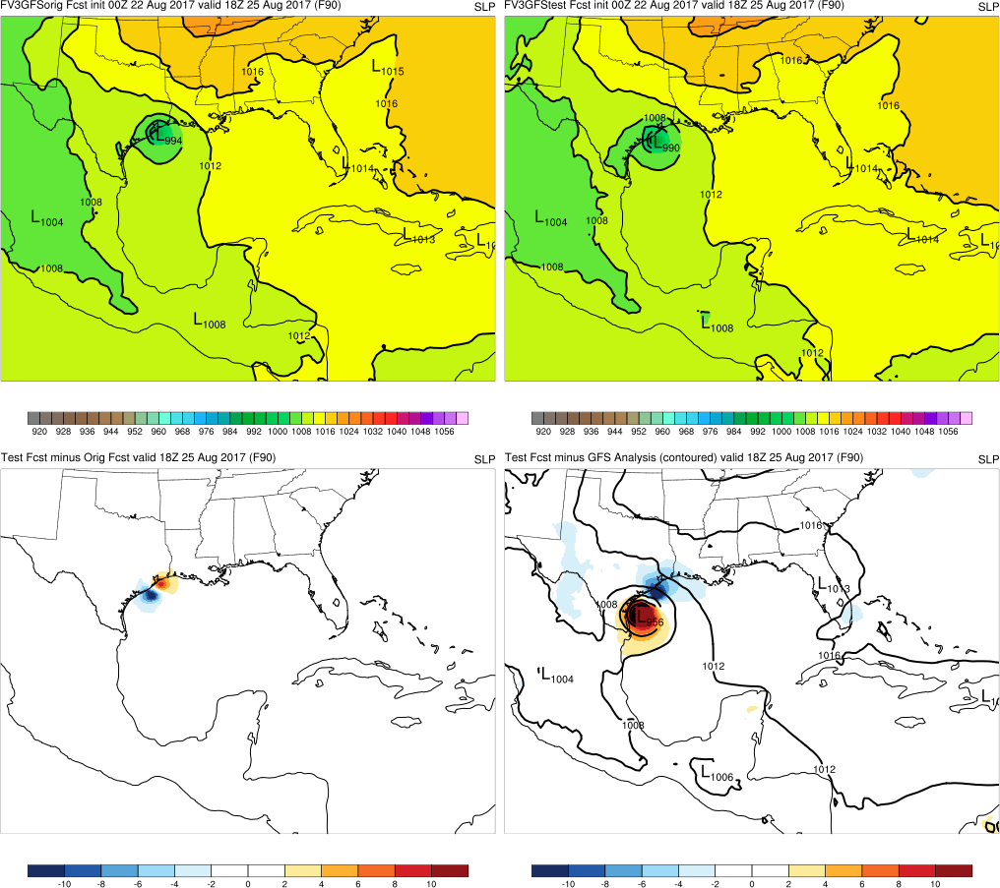 FV3GFSorig Fcst init 00Z 22 Aug 2017 valid 18Z 25 Aug 2017 (F90) SLP
1016
L1015
1016
L994
1012
L1014
1008
L1004
L1013
1008
L1008
1012
920 928 936 944 952 960 968 976 984 992 1000 1008 1016 1024 1032 1040 1048 1056
FV3GFStest Fcst init 00Z 22 Aug 2017 valid 18Z 25 Aug 2017 (F90) SLP
1016
1016
1008
L990
L1014
1012
1008
L1004
L1014
1008
L1008
1012
920 928 936 944 952 960 968 976 984 992 1000 1008 1016 1024 1032 1040 1048 1056
Test Fcst minus Orig Fcst valid 18Z 25 Aug 2017 (F90) SLP
-10 -8 -6 -4 -2 0 2 4 6 8 10
Test Fcst minus GFS Analysis (contoured) valid 18Z 25 Aug 2017 (F90) SLP
1016
L1013
1008
L956
1016
1012
L1004
1008
L1006
1012
-10 -8 -6 -4 -2 0 2 4 6 8 10